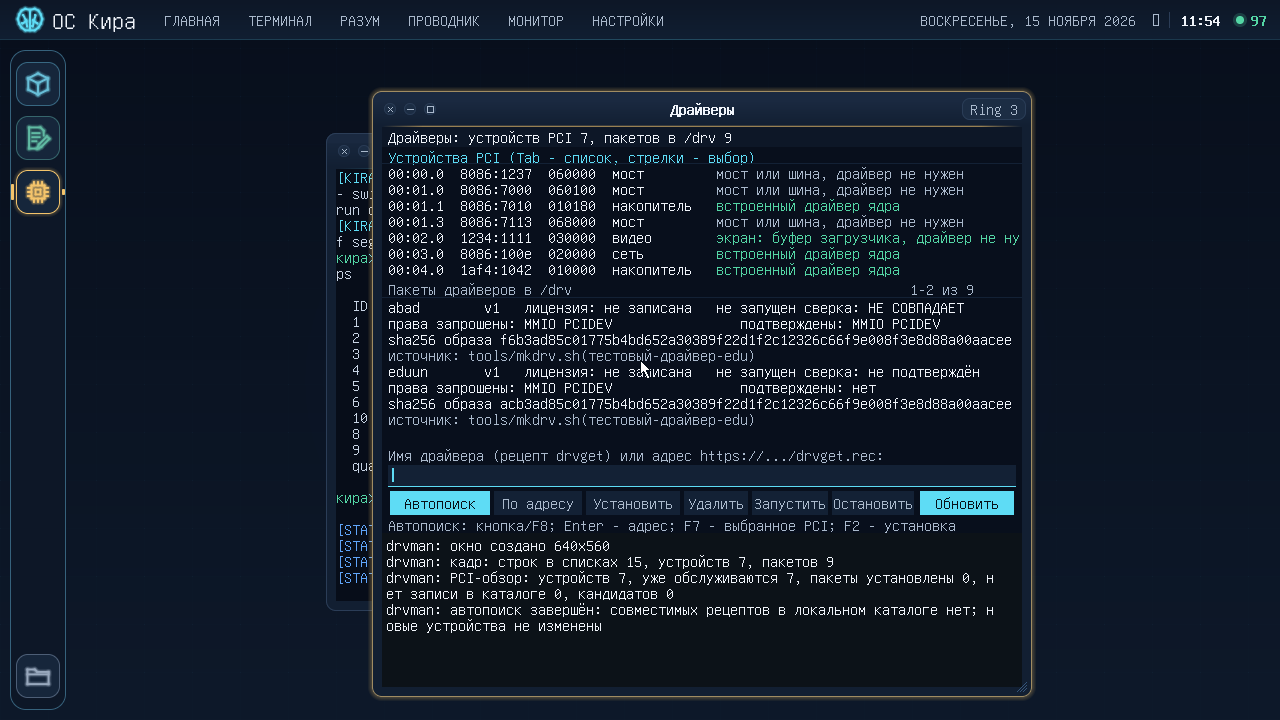 ОС Кира ГЛАВНАЯ ТЕРМИНАЛ РАЗУМ ПРОВОДНИК МОНИТОР НАСТРОЙКИ ВОСКРЕСЕНЬЕ, 15 НОЯБРЯ 2026 11:54 97
[KIRA
- swi
run
[KIRA
f seg
кира>
ps
ID
1
2
3
4
5
6
10
8
9
qua
кира>
[STAT
[STAT
[STAT
[STAT
Драйверы Ring 3
Драйверы: устройств PCI 7, пакетов в /drv 9
Устройства PCI (Tab - список, стрелки - выбор)
00:00.0 8086:1237 060000 мост мост или шина, драйвер не нужен
00:01.0 8086:7000 060100 мост мост или шина, драйвер не нужен
00:01.1 8086:7010 010180 накопитель встроенный драйвер ядра
00:01.3 8086:7113 068000 мост мост или шина, драйвер не нужен
00:02.0 1234:1111 030000 видео экран: буфер загрузчика, драйвер не ну
00:03.0 8086:100e 020000 сеть встроенный драйвер ядра
00:04.0 1af4:1042 010000 накопитель встроенный драйвер ядра
Пакеты драйверов в /drv 1-2 из 9
abad v1 лицензия: не записана не запущен сверка: НЕ СОВПАДАЕТ
права запрошены: MMIO PCIDEV подтверждены: MMIO PCIDEV
sha256 образа f6b3ad85c01775b4bd652a30389f22d1f2c12326c66f9e008f3e8d88a00aacee
источник: tools/mkdrv.sh(тестовый-драйвер-edu)
eduun v1 лицензия: не записана не запущен сверка: не подтверждён
права запрошены: MMIO PCIDEV подтверждены: нет
sha256 образа acb3ad85c01775b4bd652a30389f22d1f2c12326c66f9e008f3e8d88a00aacee
источник: tools/mkdrv.sh(тестовый-драйвер-edu)
Имя драйвера (рецепт drvget) или адрес https://.../drvget.rec:
Автопоиск По адресу Установить Удалить Запустить Остановить Обновить
Автопоиск: кнопка/F8; Enter - адрес; F7 - выбранное PCI; F2 - установка
drvman: окно создано 640x560
drvman: кадр: строк в списках 15, устройств 7, пакетов 9
drvman: PCI-обзор: устройств 7, уже обслуживаются 7, пакеты установлены 0, н
ет записи в каталоге 0, кандидатов 0
drvman: автопоиск завершён: совместимых рецептов в локальном каталоге нет; н
овые устройства не изменены